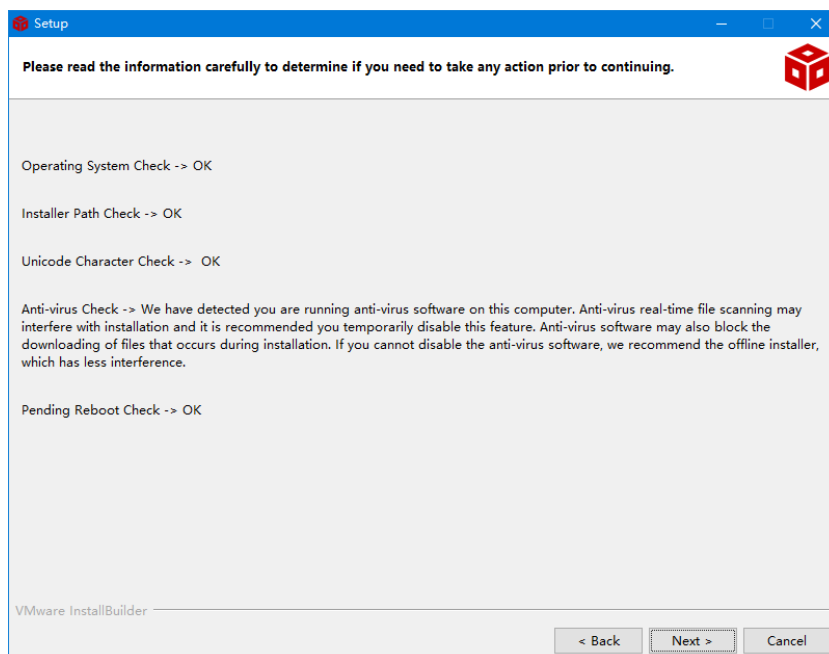 Setup
Please read the information carefully to determine if you need to take any action prior to continuing.
Operating System Check -> OK
Installer Path Check -> OK
Unicode Character Check ->  OK
Anti-virus Check -> We have detected you are running anti-virus software on this computer. Anti-virus real-time file scanning may
interfere with installation and it is recommended you temporarily disable this feature. Anti-virus software may also block the
downloading of files that occurs during installation. If you cannot disable the anti-virus software, we recommend the offline installer,
which has less interference.
Pending Reboot Check -> OK
VMware InstallBuilder
< Back
Next >
Cancel